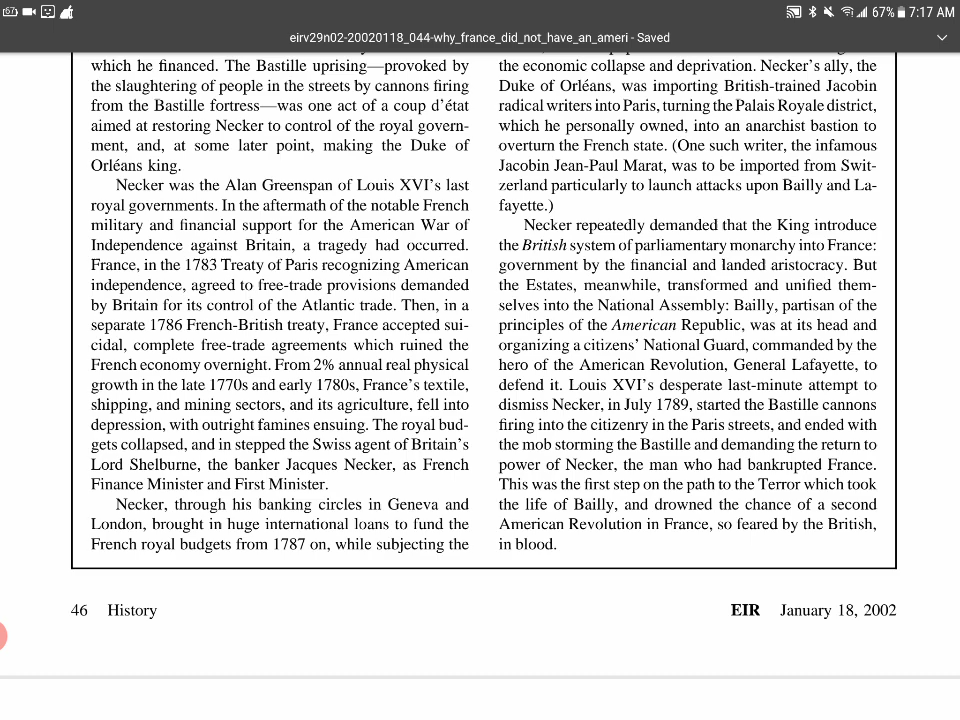 67
67% 7:17 AM
eirv29n02-20020118_044-why_france_did_not_have_an_ameri - Saved
which he financed. The Bastille uprising—provoked by
the slaughtering of people in the streets by cannons firing
from the Bastille fortress—was one act of a coup d'état
aimed at restoring Necker to control of the royal govern-
ment, and, at some later point, making the Duke of
Orléans king.
Necker was the Alan Greenspan of Louis XVI's last
royal governments. In the aftermath of the notable French
military and financial support for the American War of
Independence against Britain, a tragedy had occurred.
France, in the 1783 Treaty of Paris recognizing American
independence, agreed to free-trade provisions demanded
by Britain for its control of the Atlantic trade. Then, in a
separate 1786 French-British treaty, France accepted sui-
cidal, complete free-trade agreements which ruined the
French economy overnight. From 2% annual real physical
growth in the late 1770s and early 1780s, France's textile,
shipping, and mining sectors, and its agriculture, fell into
depression, with outright famines ensuing. The royal bud-
gets collapsed, and in stepped the Swiss agent of Britain's
Lord Shelburne, the banker Jacques Necker, as French
Finance Minister and First Minister.
Necker, through his banking circles in Geneva and
London, brought in huge international loans to fund the
French royal budgets from 1787 on, while subjecting the
the economic collapse and deprivation. Necker's ally, the
Duke of Orléans, was importing British-trained Jacobin
radical writers into Paris, turning the Palais Royale district,
which he personally owned, into an anarchist bastion to
overturn the French state. (One such writer, the infamous
Jacobin Jean-Paul Marat, was to be imported from Swit-
zerland particularly to launch attacks upon Bailly and La-
fayette.)
Necker repeatedly demanded that the King introduce
the British system of parliamentary monarchy into France:
government by the financial and landed aristocracy. But
the Estates, meanwhile, transformed and unified them-
selves into the National Assembly: Bailly, partisan of the
principles of the American Republic, was at its head and
organizing a citizens' National Guard, commanded by the
hero of the American Revolution, General Lafayette, to
defend it. Louis XVI's desperate last-minute attempt to
dismiss Necker, in July 1789, started the Bastille cannons
firing into the citizenry in the Paris streets, and ended with
the mob storming the Bastille and demanding the return to
power of Necker, the man who had bankrupted France.
This was the first step on the path to the Terror which took
the life of Bailly, and drowned the chance of a second
American Revolution in France, so feared by the British,
in blood.
46 History
EIR January 18, 2002